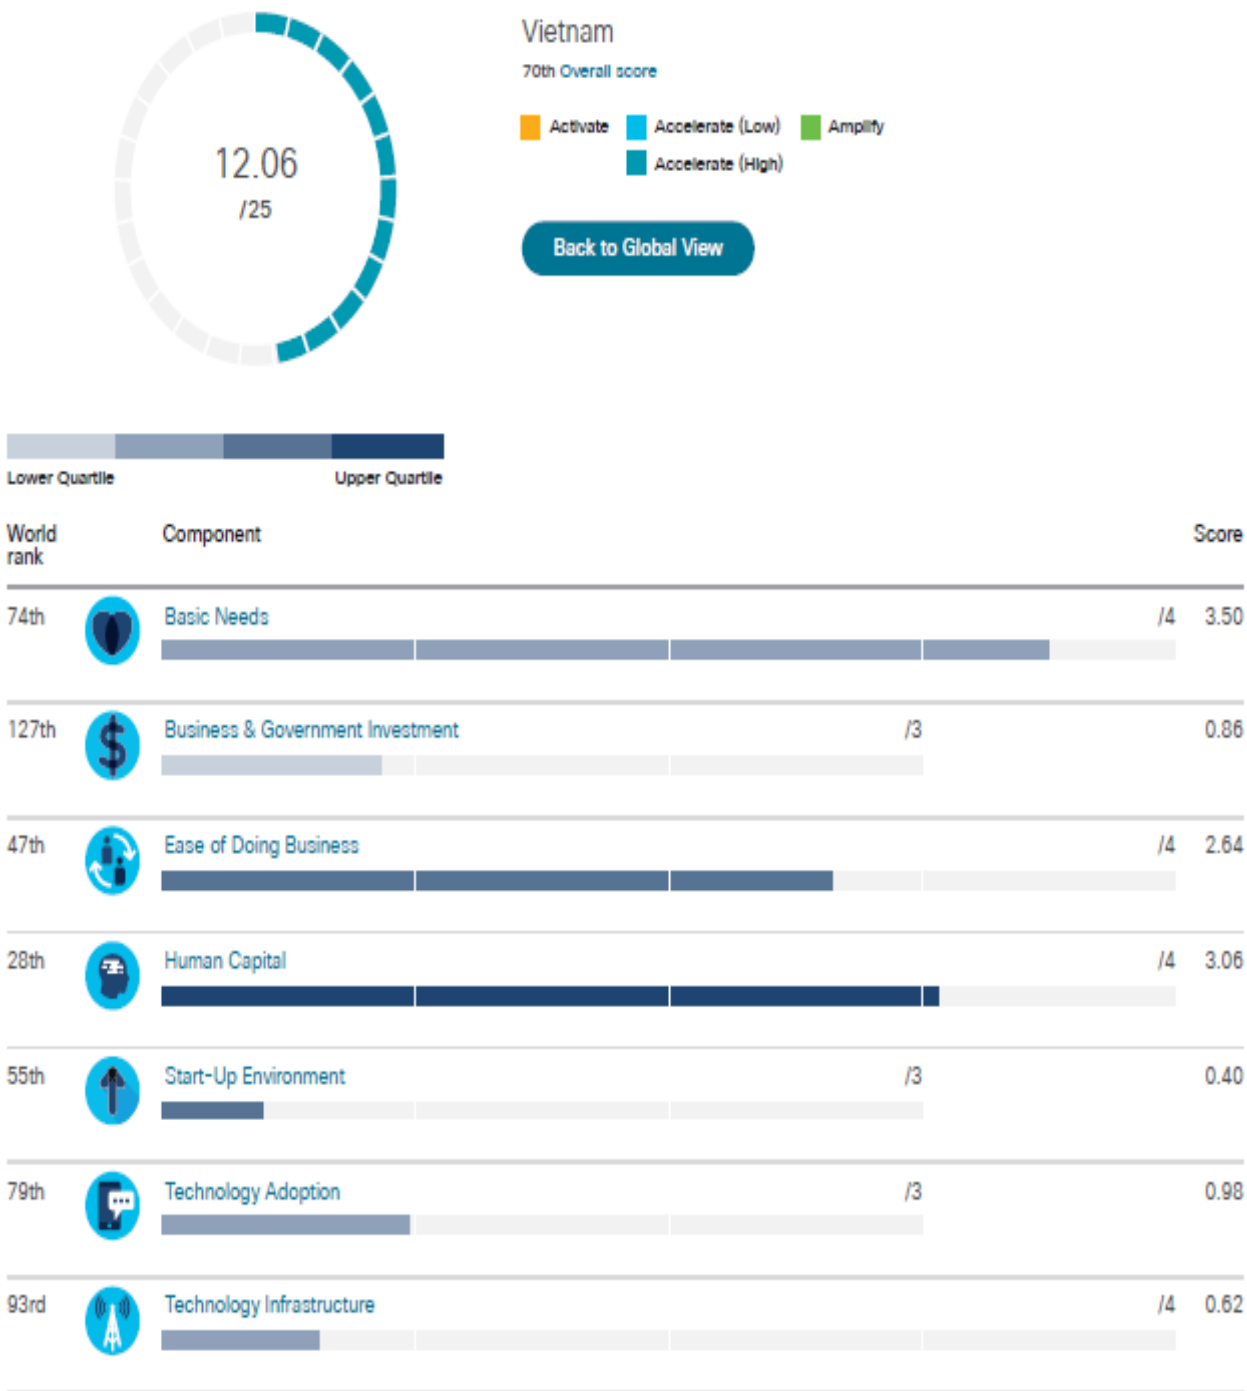 Vietnam
70th Overall score
Activate Accelerate (Low) Amplify
Accelerate (High)
12.06
/25
Back to Global View
Lower Quartile Upper Quartile
World rank Component Score
74th Basic Needs /4 3.50
127th Business & Government Investment /3 0.86
47th Ease of Doing Business /4 2.64
28th Human Capital /4 3.06
55th Start-Up Environment /3 0.40
79th Technology Adoption /3 0.98
93rd Technology Infrastructure /4 0.62